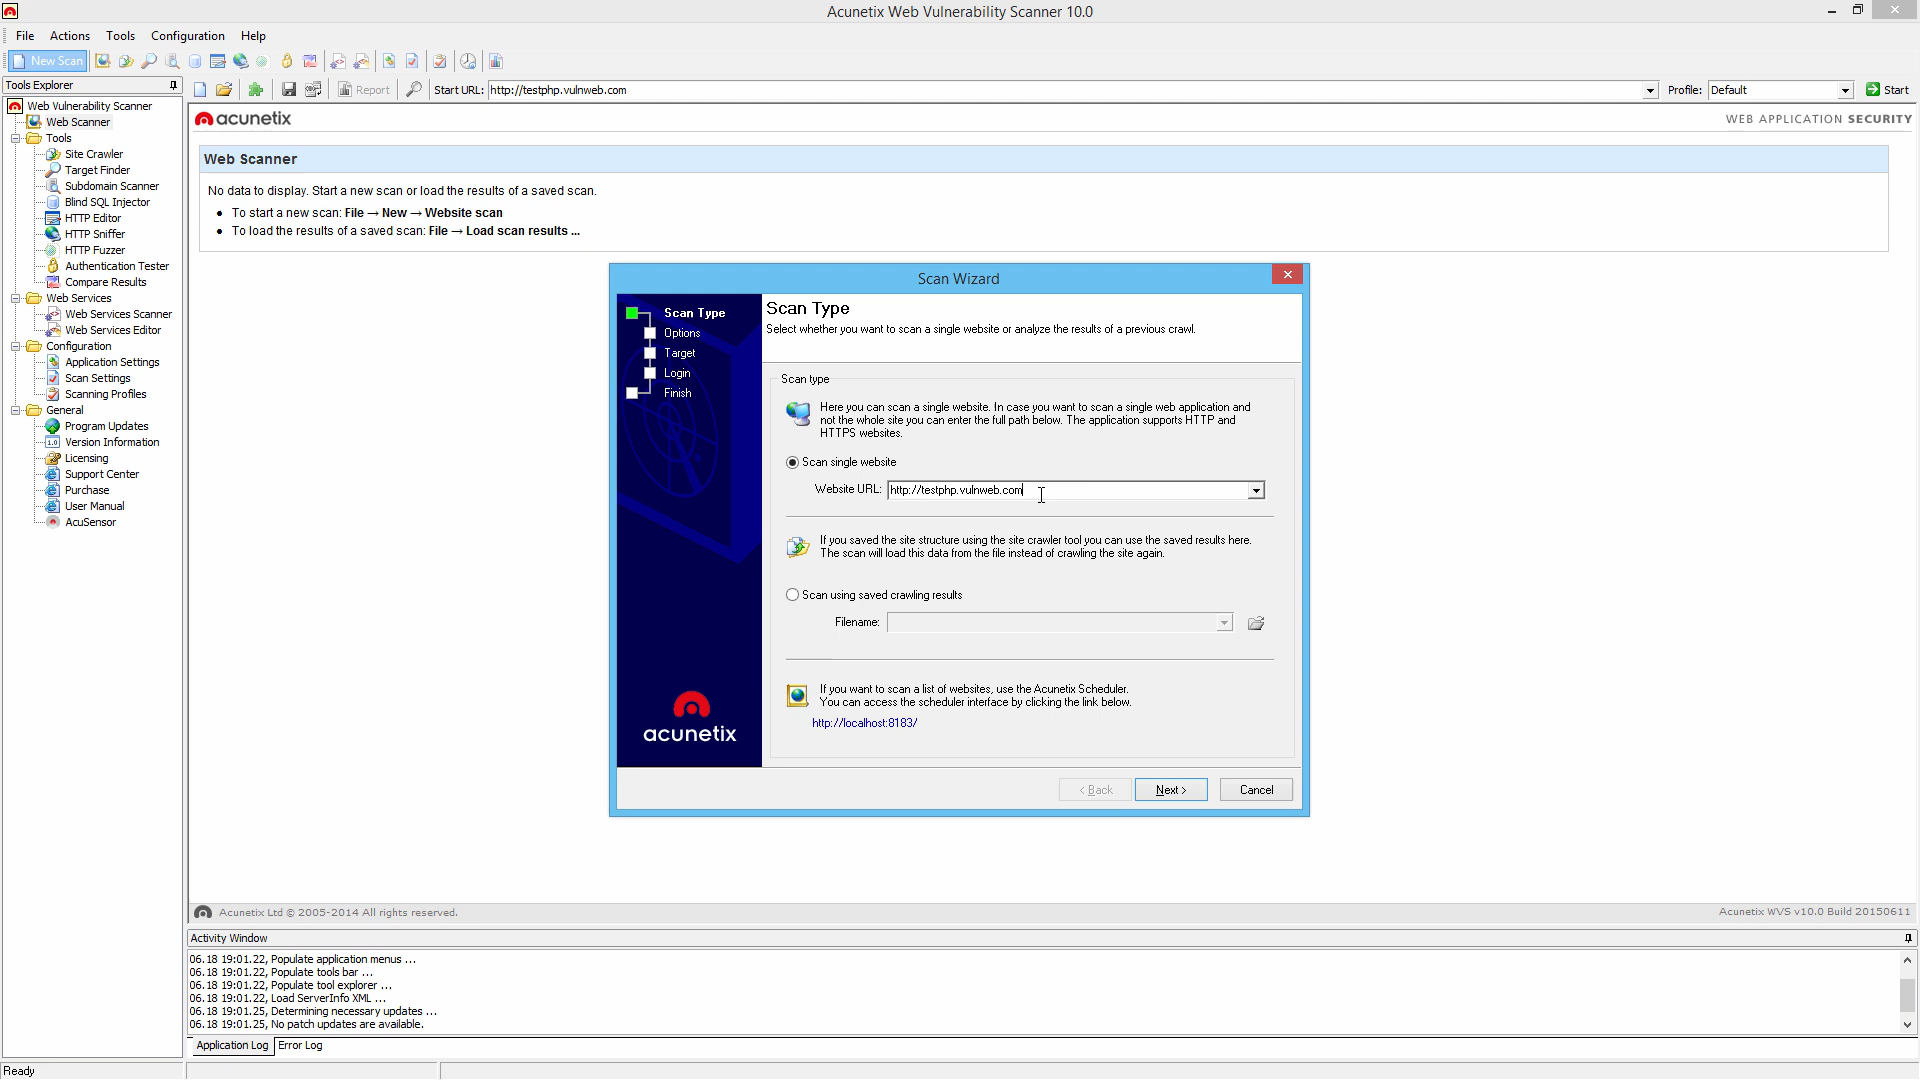 Acunetix Web Vulnerability Scanner 10.0
File Actions Tools Configuration Help
New Scan
Tools Explorer
Report Start URL: http://testphp.vulnweb.com Profile: Default Start
Web Vulnerability Scanner
Web Scanner
Tools
Site Crawler
Target Finder
Subdomain Scanner
Blind SQL Injector
HTTP Editor
HTTP Sniffer
HTTP Fuzzer
Authentication Tester
Compare Results
Web Services
Web Services Scanner
Web Services Editor
Configuration
Application Settings
Scan Settings
Scanning Profiles
General
Program Updates
1.0 Version Information
Licensing
Support Center
Purchase
User Manual
AcuSensor
acunetix WEB APPLICATION SECURITY
Web Scanner
No data to display. Start a new scan or load the results of a saved scan.
• To start a new scan: File → New → Website scan
• To load the results of a saved scan: File → Load scan results ...
Scan Wizard
Scan Type
Options
Target
Login
Finish
acunetix
Scan Type
Select whether you want to scan a single website or analyze the results of a previous crawl.
Scan type
Here you can scan a single website. In case you want to scan a single web application and
not the whole site you can enter the full path below. The application supports HTTP and
HTTPS websites.
Scan single website
Website URL: http://testphp.vulnweb.com
If you saved the site structure using the site crawler tool you can use the saved results here.
The scan will load this data from the file instead of crawling the site again.
Scan using saved crawling results
Filename:
If you want to scan a list of websites, use the Acunetix Scheduler.
You can access the scheduler interface by clicking the link below.
http://localhost:8183/
< Back Next > Cancel
Acunetix Ltd © 2005-2014 All rights reserved. Acunetix WVS v10.0 Build 20150611
Activity Window
06.18 19:01.22, Populate application menus ...
06.18 19:01.22, Populate tools bar ...
06.18 19:01.22, Populate tool explorer ...
06.18 19:01.22, Load ServerInfo XML ...
06.18 19:01.25, Determining necessary updates ...
06.18 19:01.25, No patch updates are available.
Application Log Error Log
Ready